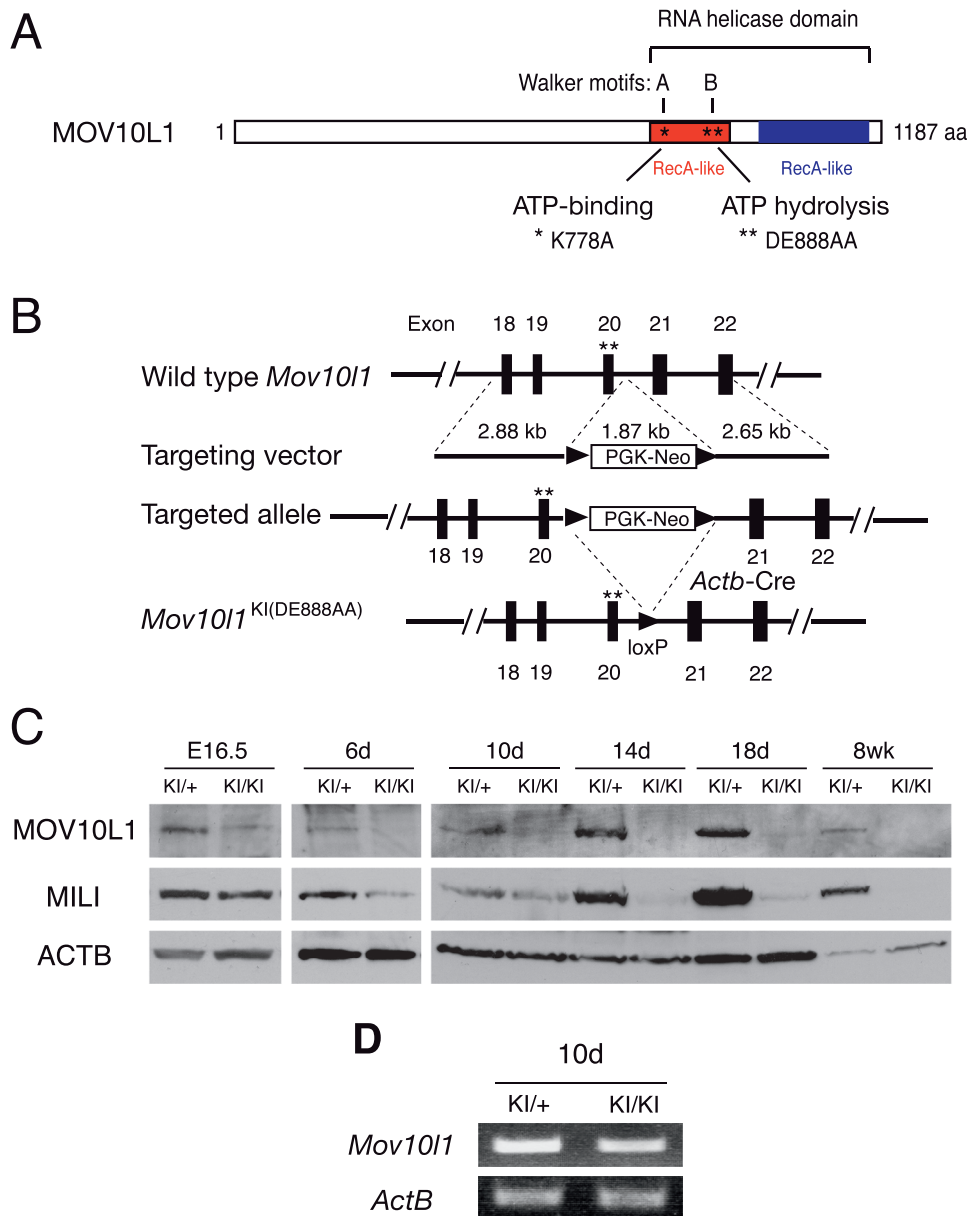 A
RNA helicase domain
Walker motifs: A B
MOV10L1 1 * ** 1187 aa
RecA-like RecA-like
ATP-binding ATP hydrolysis
* K778A ** DE888AA
B
Exon 18 19 20 21 22
**
Wild type Mov10l1
2.88 kb 1.87 kb 2.65 kb
Targeting vector PGK-Neo
**
Targeted allele PGK-Neo
18 19 20 21 22
Actb-Cre
**
Mov10l1 KI(DE888AA)
loxP
18 19 20 21 22
C
E16.5 6d 10d 14d 18d 8wk
KI/+ KI/KI KI/+ KI/KI KI/+ KI/KI KI/+ KI/KI KI/+ KI/KI KI/+ KI/KI
MOV10L1
MILI
ACTB
D
10d
KI/+ KI/KI
Mov10l1
ActB